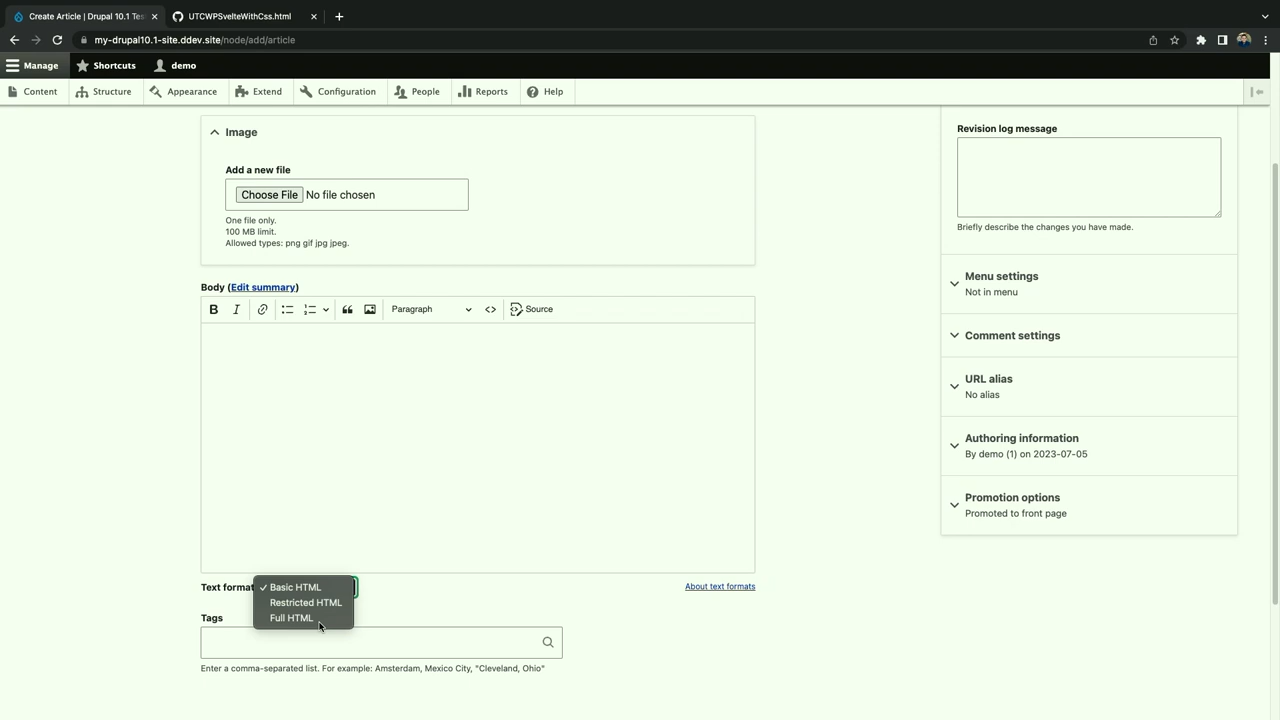 Create Article | Drupal 10.1 Tes
UTCWPSvelteWithCss.html
my-drupal10.1-site.ddev.site/node/add/article
Manage
Shortcuts
demo
Content
Structure
Appearance
Extend
Configuration
People
Reports
Help
Image
Add a new file
Choose File No file chosen
One file only.
100 MB limit.
Allowed types: png gif jpg jpeg.
Body (Edit summary)
B I Paragraph Source
Text format
Basic HTML
Restricted HTML
Full HTML
About text formats
Tags
Enter a comma-separated list. For example: Amsterdam, Mexico City, "Cleveland, Ohio"
Revision log message
Briefly describe the changes you have made.
Menu settings
Not in menu
Comment settings
URL alias
No alias
Authoring information
By demo (1) on 2023-07-05
Promotion options
Promoted to front page